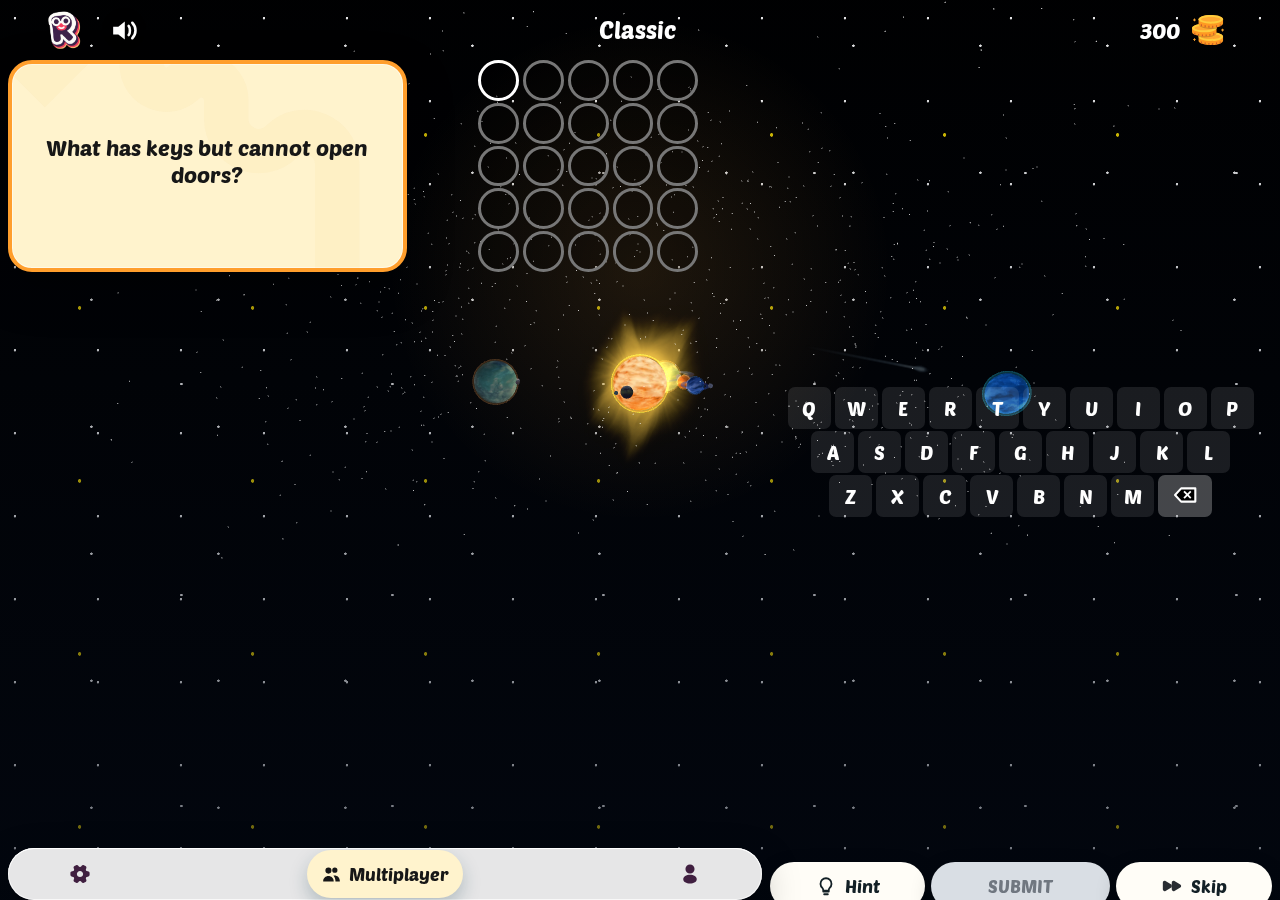 R
Classic
300
What has keys but cannot open
doors?
Q W E R T Y U I O P
A S D F G H J K L
Z X C V B N M
Multiplayer
Hint
SUBMIT
Skip